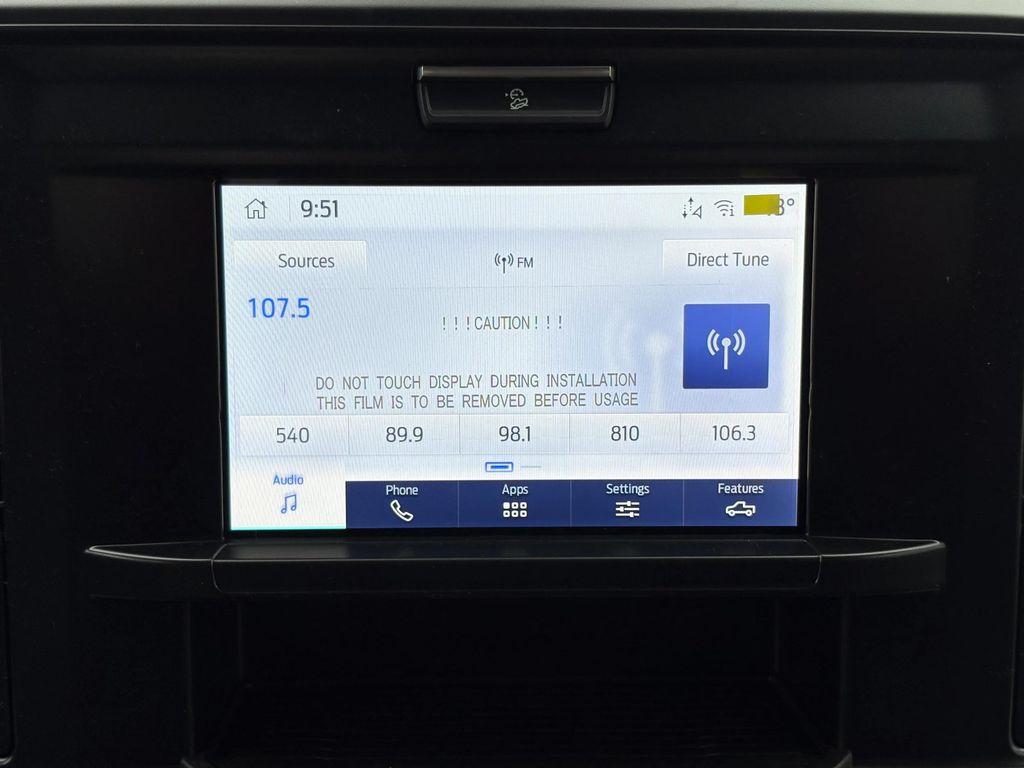 9:51
Sources
FM
Direct Tune
107.5
! ! ! CAUTION ! ! !
DO NOT TOUCH DISPLAY DURING INSTALLATION
THIS FILM IS TO BE REMOVED BEFORE USAGE
540 89.9 98.1 810 106.3
Audio Phone Apps Settings Features